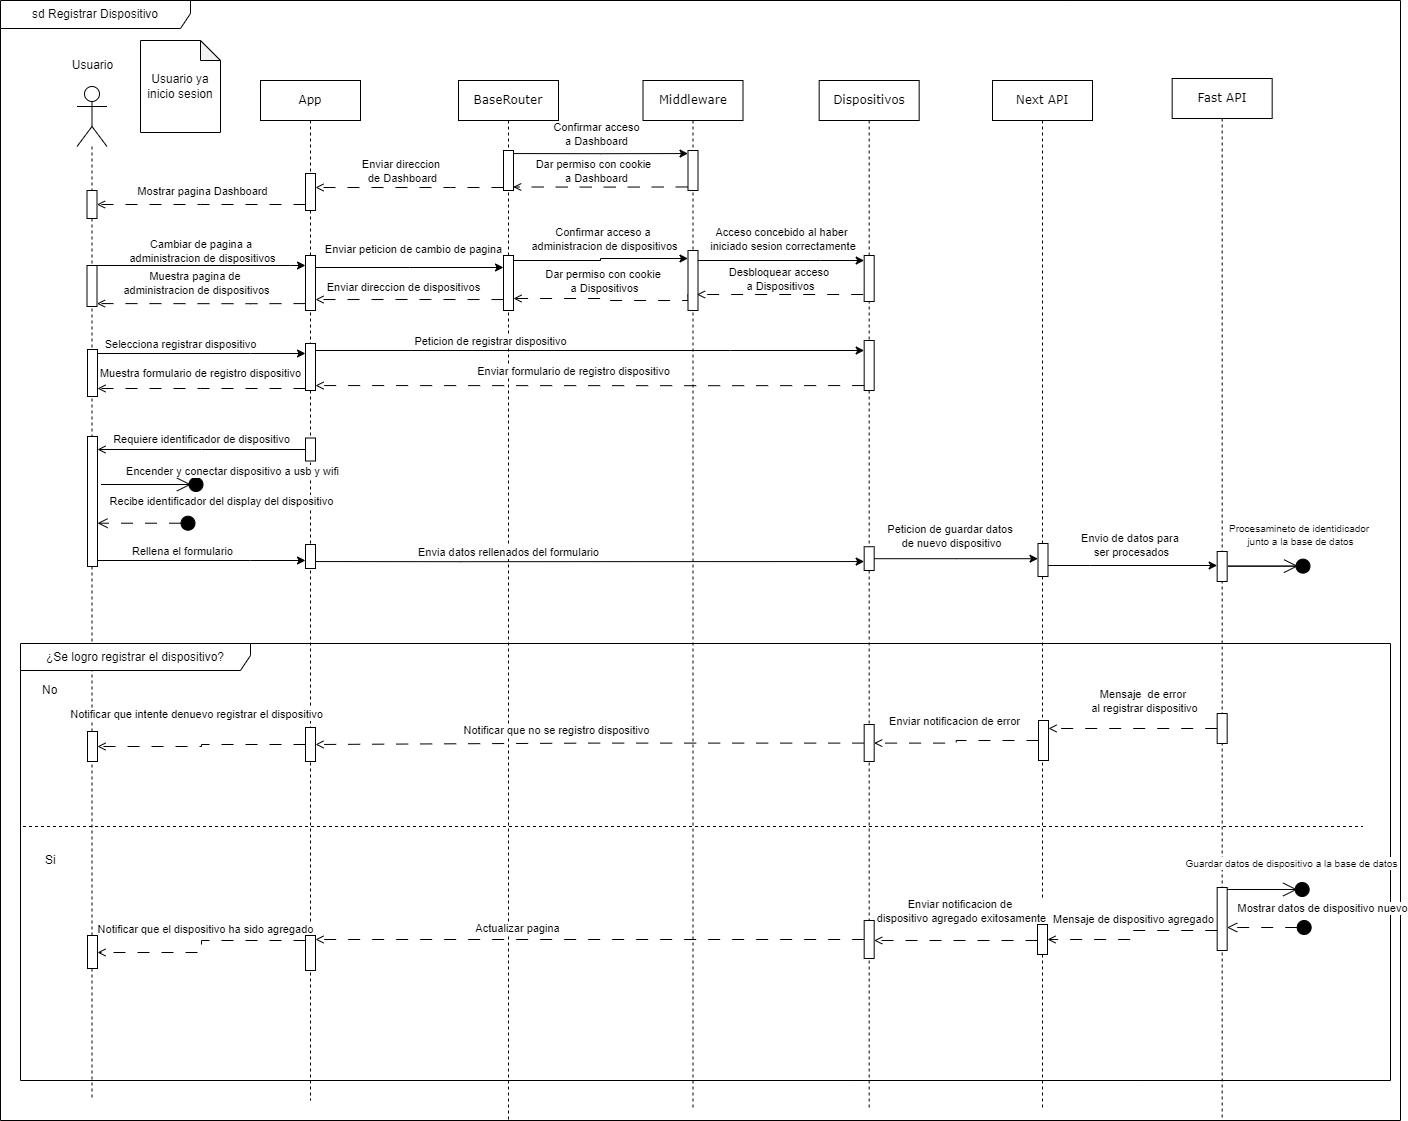 sd Registrar Dispositivo
Usuario
Usuario ya
inicio sesion
App
BaseRouter
Middleware
Dispositivos
Next API
Fast API
Confirmar acceso
a Dashboard
Enviar direccion
de Dashboard
Dar permiso con cookie
a Dashboard
Mostrar pagina Dashboard
Cambiar de pagina a
administracion de dispositivos
Enviar peticion de cambio de pagina
Confirmar acceso a
administracion de dispositivos
Acceso concebido al haber
iniciado sesion correctamente
Muestra pagina de
administracion de dispositivos
Enviar direccion de dispositivos
Dar permiso con cookie
a Dispositivos
Desbloquear acceso
a Dispositivos
Selecciona registrar dispositivo
Peticion de registrar dispositivo
Muestra formulario de registro dispositivo
Enviar formulario de registro dispositivo
Requiere identificador de dispositivo
Encender y conectar dispositivo a usb y wifi
Recibe identificador del display del dispositivo
Rellena el formulario
Envia datos rellenados del formulario
Peticion de guardar datos
de nuevo dispositivo
Envio de datos para
ser procesados
Procesamineto de identidicador
junto a la base de datos
¿Se logro registrar el dispositivo?
No
Mensaje  de error
al registrar dispositivo
Enviar notificacion de error
Notificar que no se registro dispositivo
Notificar que intente denuevo registrar el dispositivo
Si
Guardar datos de dispositivo a la base de datos
Mostrar datos de dispositivo nuevo
Mensaje de dispositivo agregado
Enviar notificacion de
dispositivo agregado exitosamente
Actualizar pagina
Notificar que el dispositivo ha sido agregado